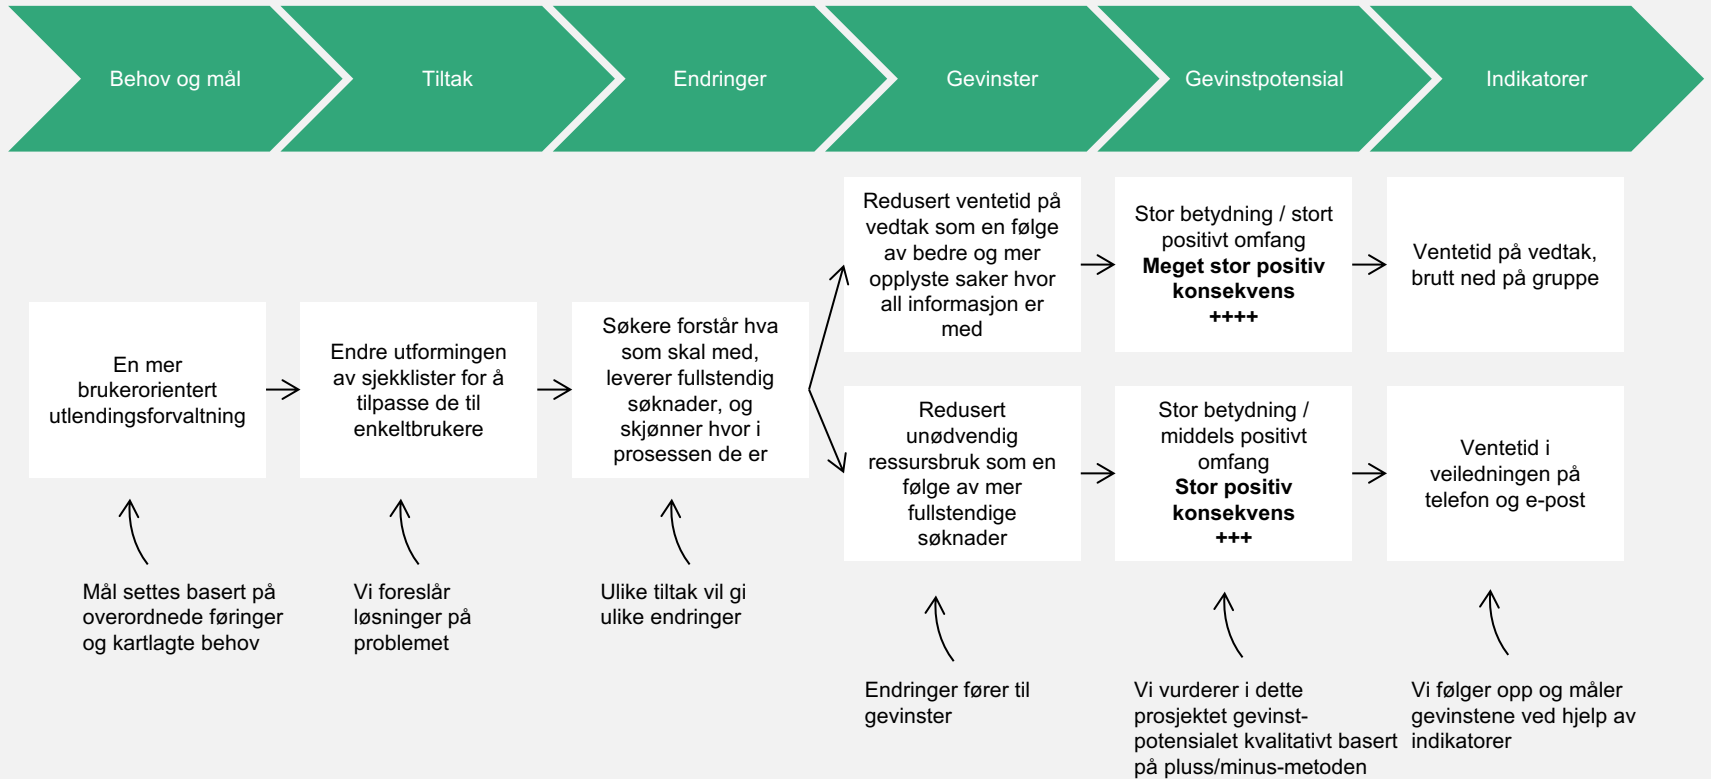 Behov og mål
Tiltak
Endringer
Gevinster
Gevinstpotensial
Indikatorer
En mer
brukerorientert
utlendingsforvaltning
Endre utformingen
av sjekklister for å
tilpasse de til
enkeltbrukere
Søkere forstår hva
som skal med,
leverer fullstendig
søknader, og
skjønner hvor i
prosessen de er
Redusert ventetid på
vedtak som en følge
av bedre og mer
opplyste saker hvor
all informasjon er
med
Stor betydning / stort
positivt omfang
Meget stor positiv
konsekvens
++++
Ventetid på vedtak,
brutt ned på gruppe
Redusert
unødvendig
ressursbruk som en
følge av mer
fullstendige
søknader
Stor betydning /
middels positivt
omfang
Stor positiv
konsekvens
+++
Ventetid i
veiledningen på
telefon og e-post
Mål settes basert på
overordnede føringer
og kartlagte behov
Vi foreslår
løsninger på
problemet
Ulike tiltak vil gi
ulike endringer
Endringer fører til
gevinster
Vi vurderer i dette
prosjektet gevinst-
potensialet kvalitativt basert
på pluss/minus-metoden
Vi følger opp og måler
gevinstene ved hjelp av
indikatorer